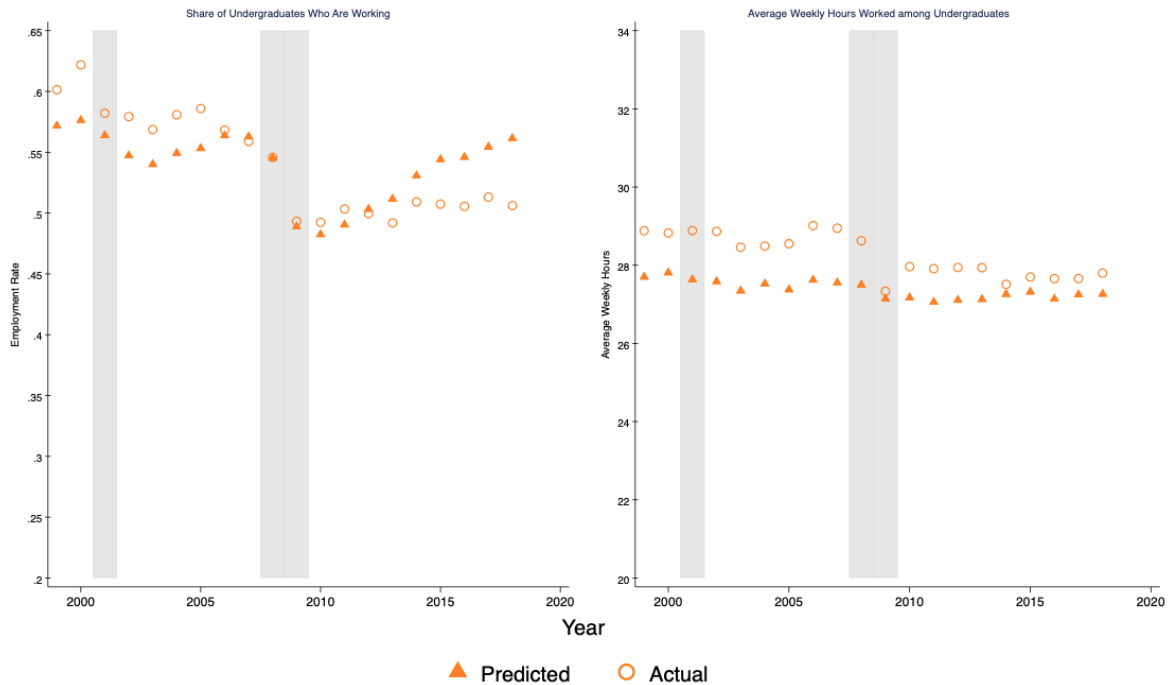 Share of Undergraduates Who Are Working
.65
.6
.55
.5
.45
.4
.35
.3
.25
.2
Employment Rate
2000 2005 2010 2015 2020
Average Weekly Hours Worked among Undergraduates
34
32
30
28
26
24
22
20
Average Weekly Hours
2000 2005 2010 2015 2020
Year
Predicted Actual